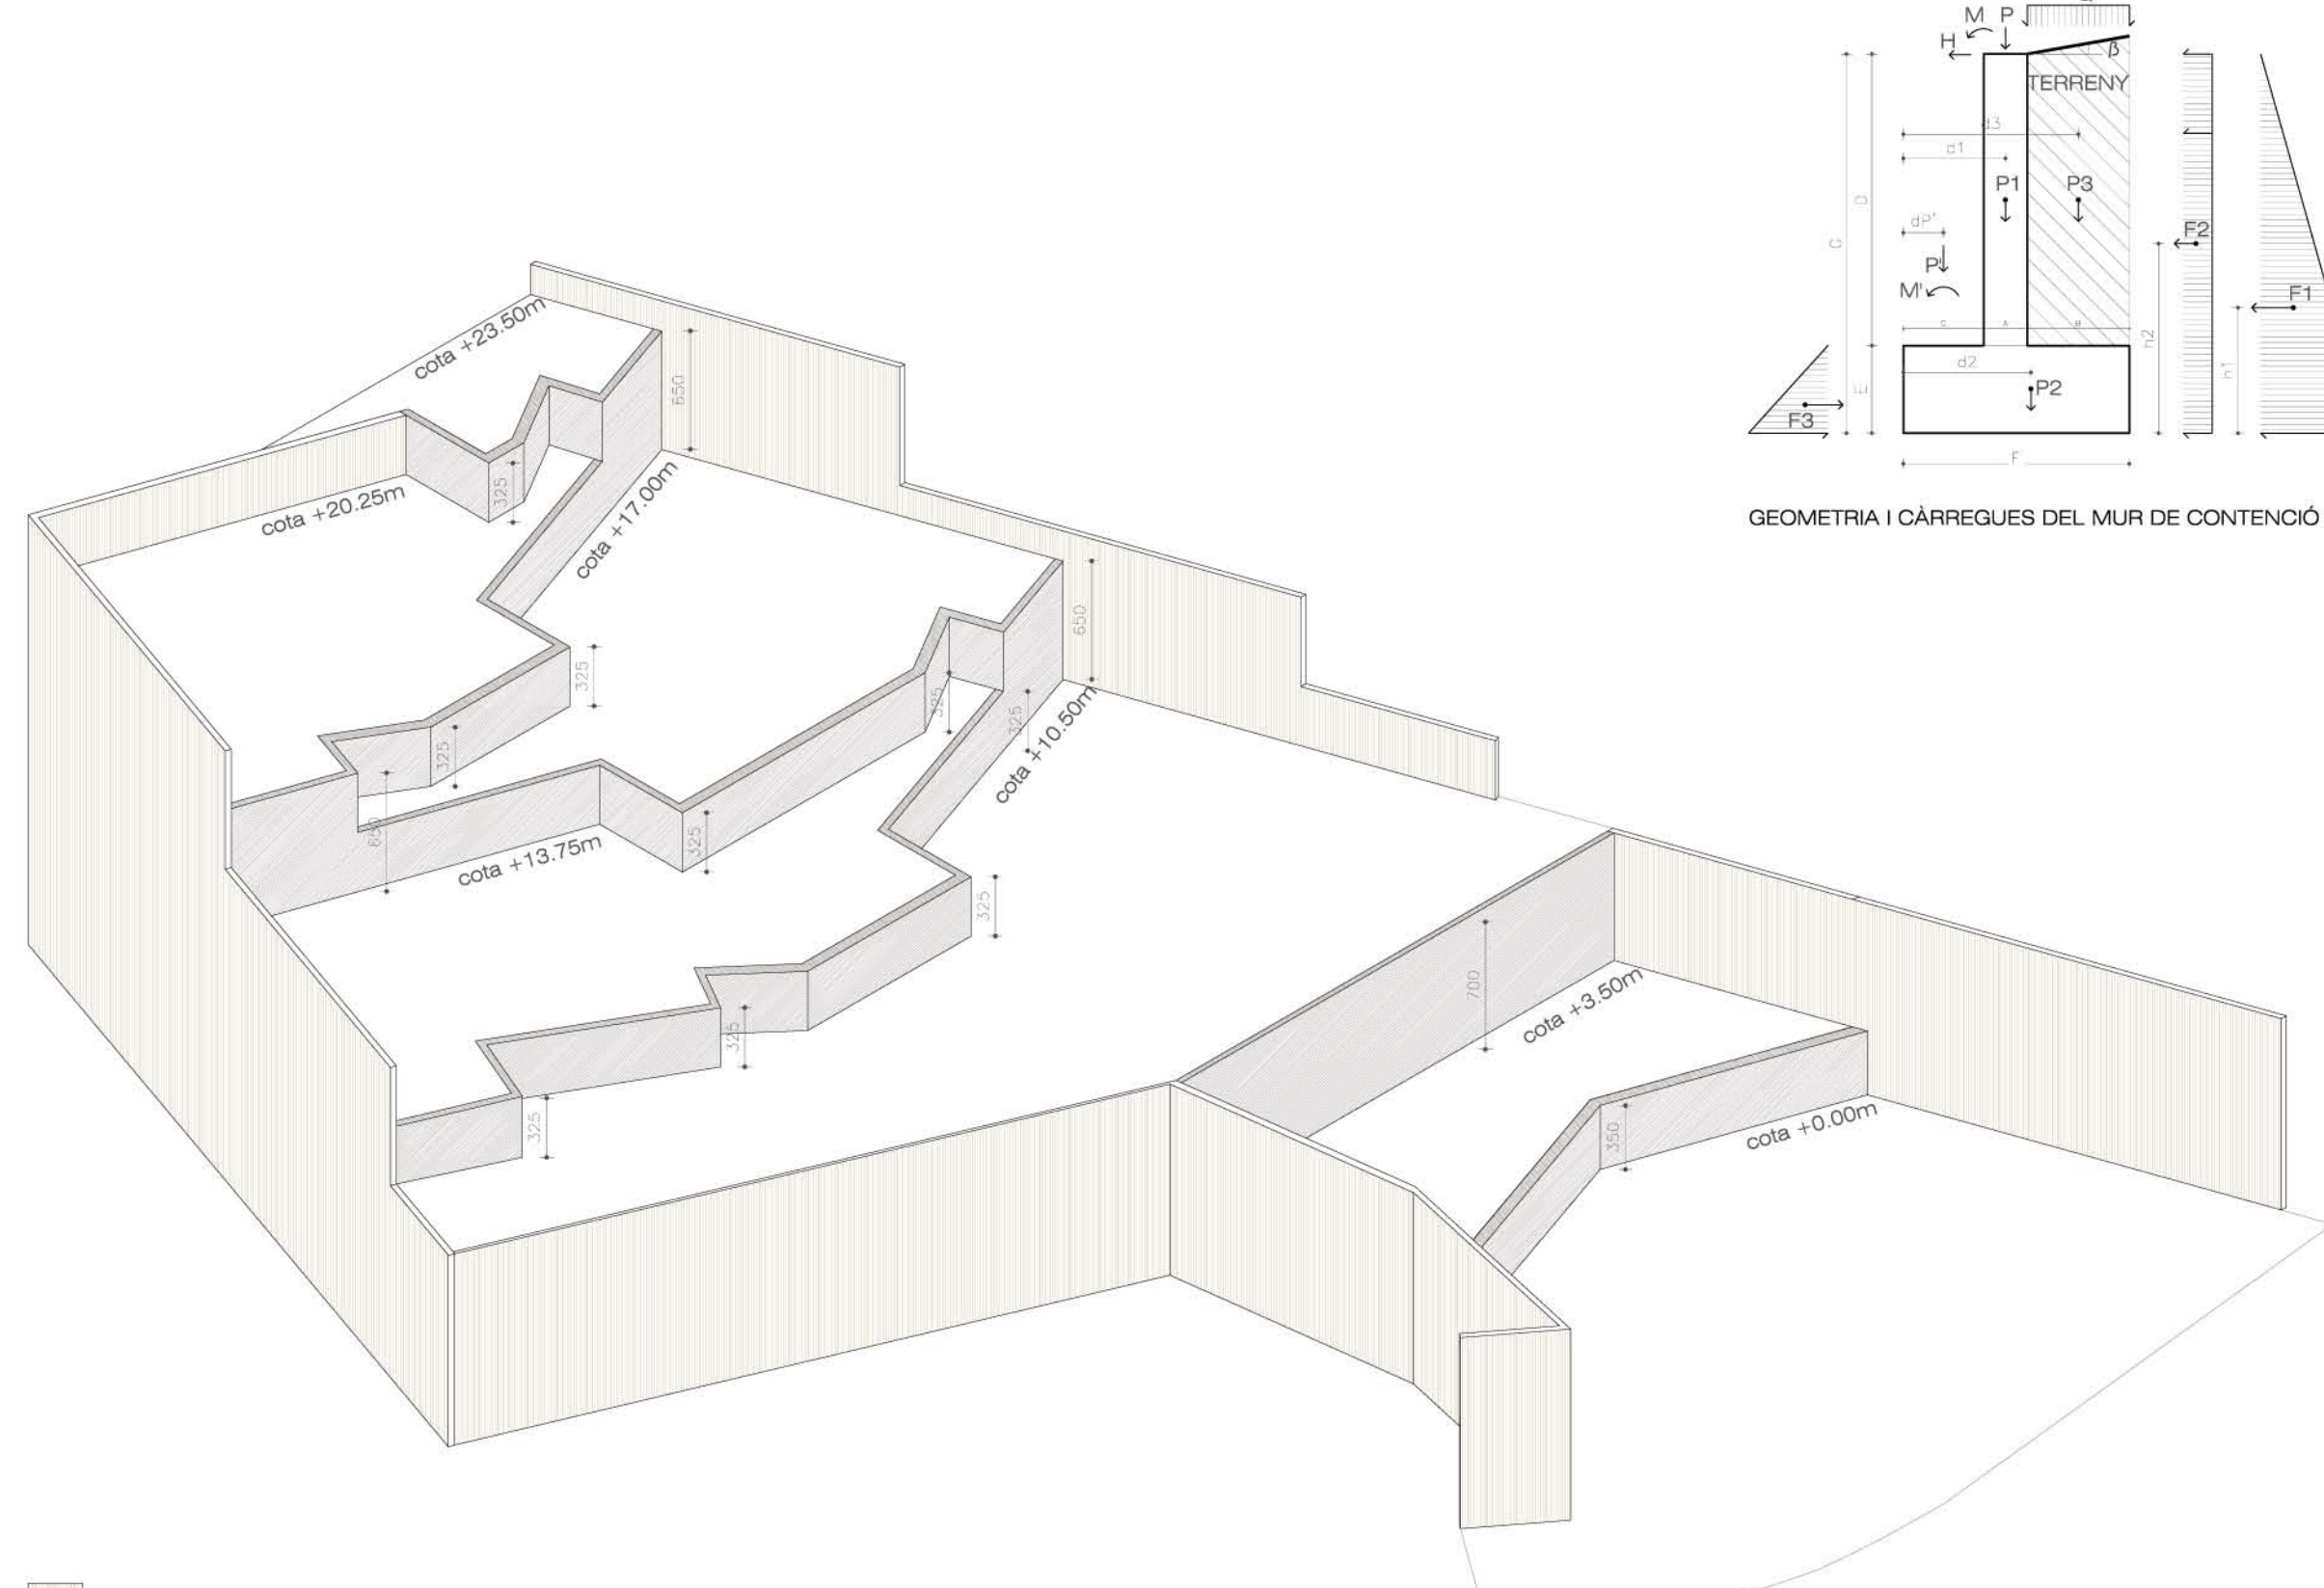 M P
H
β
TERRENY
d3
d1
P1 P3
D
dP'
G
F2
P'
M'
F1
C A B
h2
d2
h1
E
P2
F3
F
GEOMETRIA I CÀRREGUES DEL MUR DE CONTENCIÓ
cota +23.50m
650
325
cota +20.25m
cota +17.00m
650
325
325
325
325
cota +10.50m
650
325
cota +13.75m
325
700
cota +3.50m
325
325
350
cota +0.00m